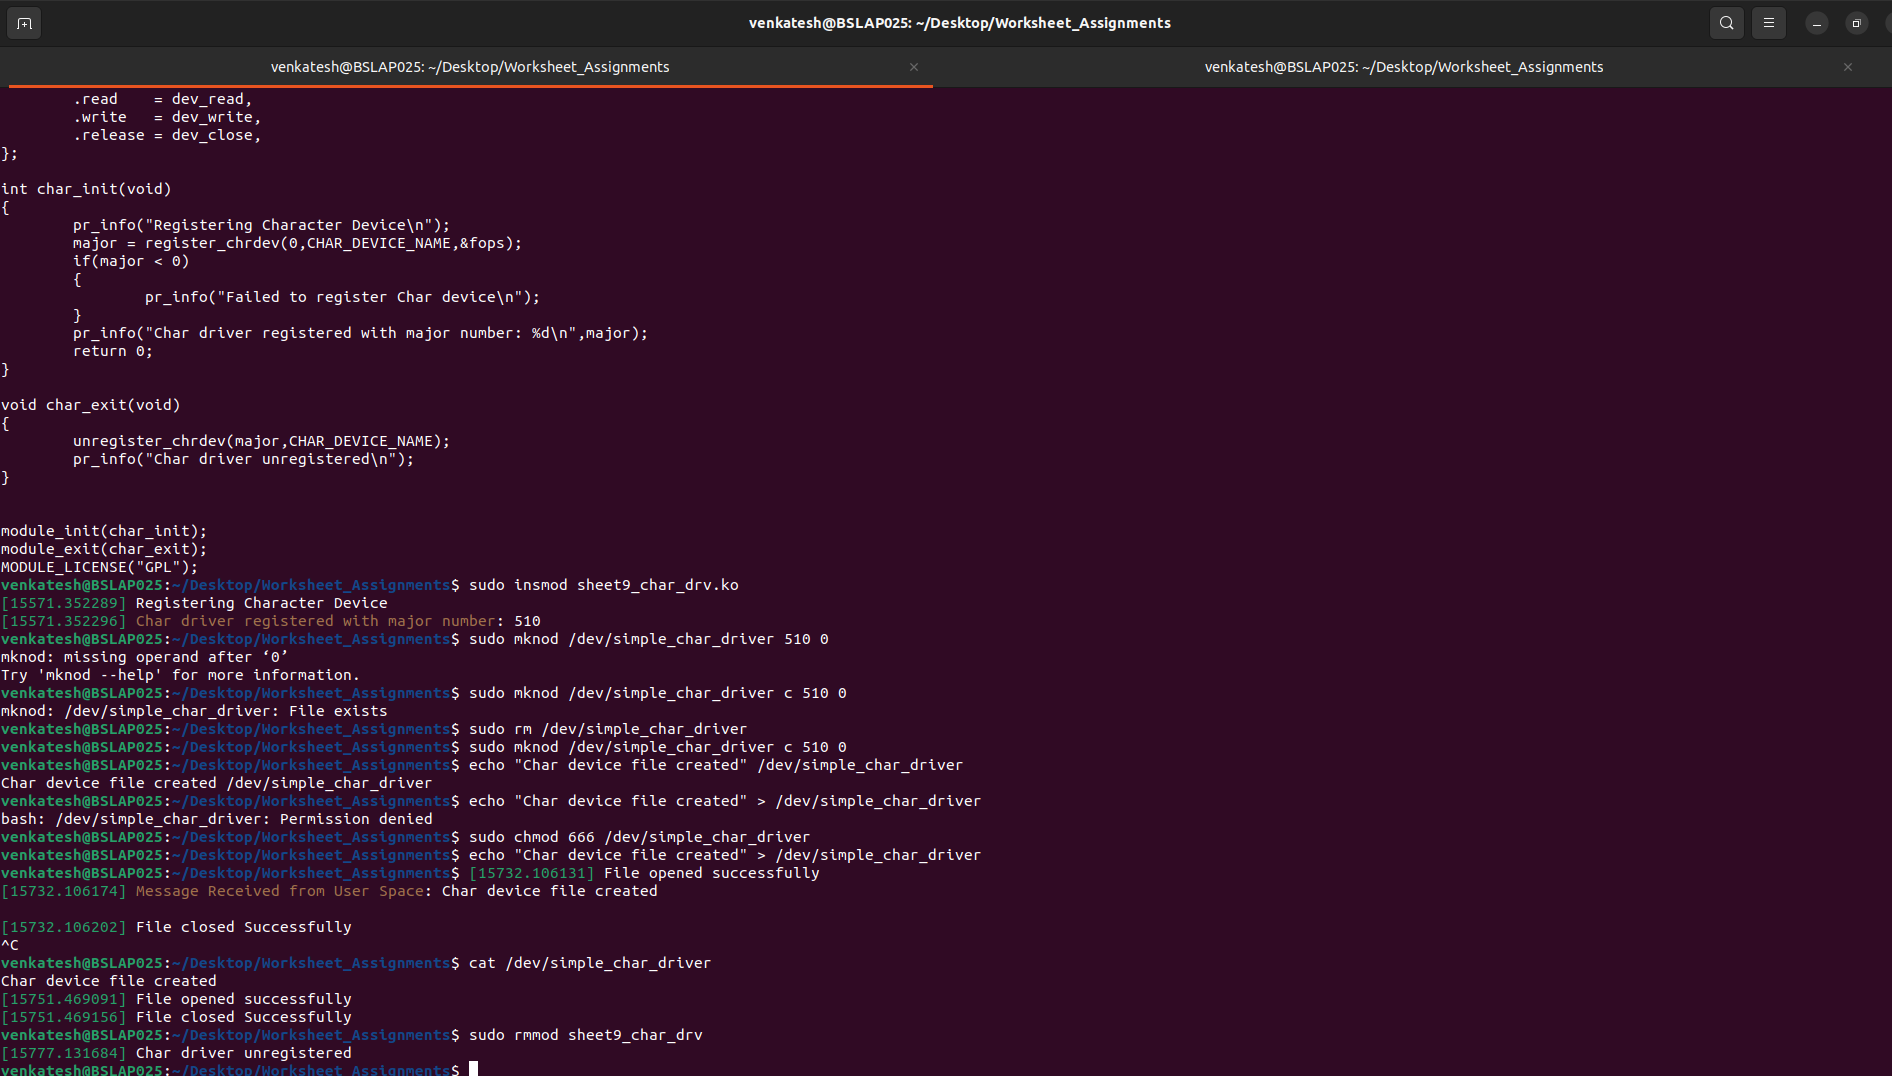 venkatesh@BSLAP025: ~/Desktop/Worksheet_Assignments
venkatesh@BSLAP025: ~/Desktop/Worksheet_Assignments × venkatesh@BSLAP025: ~/Desktop/Worksheet_Assignments ×
        .read    = dev_read,
        .write   = dev_write,
        .release = dev_close,
};

int char_init(void)
{
        pr_info("Registering Character Device\n");
        major = register_chrdev(0,CHAR_DEVICE_NAME,&fops);
        if(major < 0)
        {
                pr_info("Failed to register Char device\n");
        }
        pr_info("Char driver registered with major number: %d\n",major);
        return 0;
}

void char_exit(void)
{
        unregister_chrdev(major,CHAR_DEVICE_NAME);
        pr_info("Char driver unregistered\n");
}


module_init(char_init);
module_exit(char_exit);
MODULE_LICENSE("GPL");
venkatesh@BSLAP025:~/Desktop/Worksheet_Assignments$ sudo insmod sheet9_char_drv.ko
[15571.352289] Registering Character Device
[15571.352296] Char driver registered with major number: 510
venkatesh@BSLAP025:~/Desktop/Worksheet_Assignments$ sudo mknod /dev/simple_char_driver 510 0
mknod: missing operand after ‘0’
Try 'mknod --help' for more information.
venkatesh@BSLAP025:~/Desktop/Worksheet_Assignments$ sudo mknod /dev/simple_char_driver c 510 0
mknod: /dev/simple_char_driver: File exists
venkatesh@BSLAP025:~/Desktop/Worksheet_Assignments$ sudo rm /dev/simple_char_driver
venkatesh@BSLAP025:~/Desktop/Worksheet_Assignments$ sudo mknod /dev/simple_char_driver c 510 0
venkatesh@BSLAP025:~/Desktop/Worksheet_Assignments$ echo "Char device file created" /dev/simple_char_driver
Char device file created /dev/simple_char_driver
venkatesh@BSLAP025:~/Desktop/Worksheet_Assignments$ echo "Char device file created" > /dev/simple_char_driver
bash: /dev/simple_char_driver: Permission denied
venkatesh@BSLAP025:~/Desktop/Worksheet_Assignments$ sudo chmod 666 /dev/simple_char_driver
venkatesh@BSLAP025:~/Desktop/Worksheet_Assignments$ echo "Char device file created" > /dev/simple_char_driver
venkatesh@BSLAP025:~/Desktop/Worksheet_Assignments$ [15732.106131] File opened successfully
[15732.106174] Message Received from User Space: Char device file created

[15732.106202] File closed Successfully
^C
venkatesh@BSLAP025:~/Desktop/Worksheet_Assignments$ cat /dev/simple_char_driver
Char device file created
[15751.469091] File opened successfully
[15751.469156] File closed Successfully
venkatesh@BSLAP025:~/Desktop/Worksheet_Assignments$ sudo rmmod sheet9_char_drv
[15777.131684] Char driver unregistered
venkatesh@BSLAP025:~/Desktop/Worksheet_Assignments$